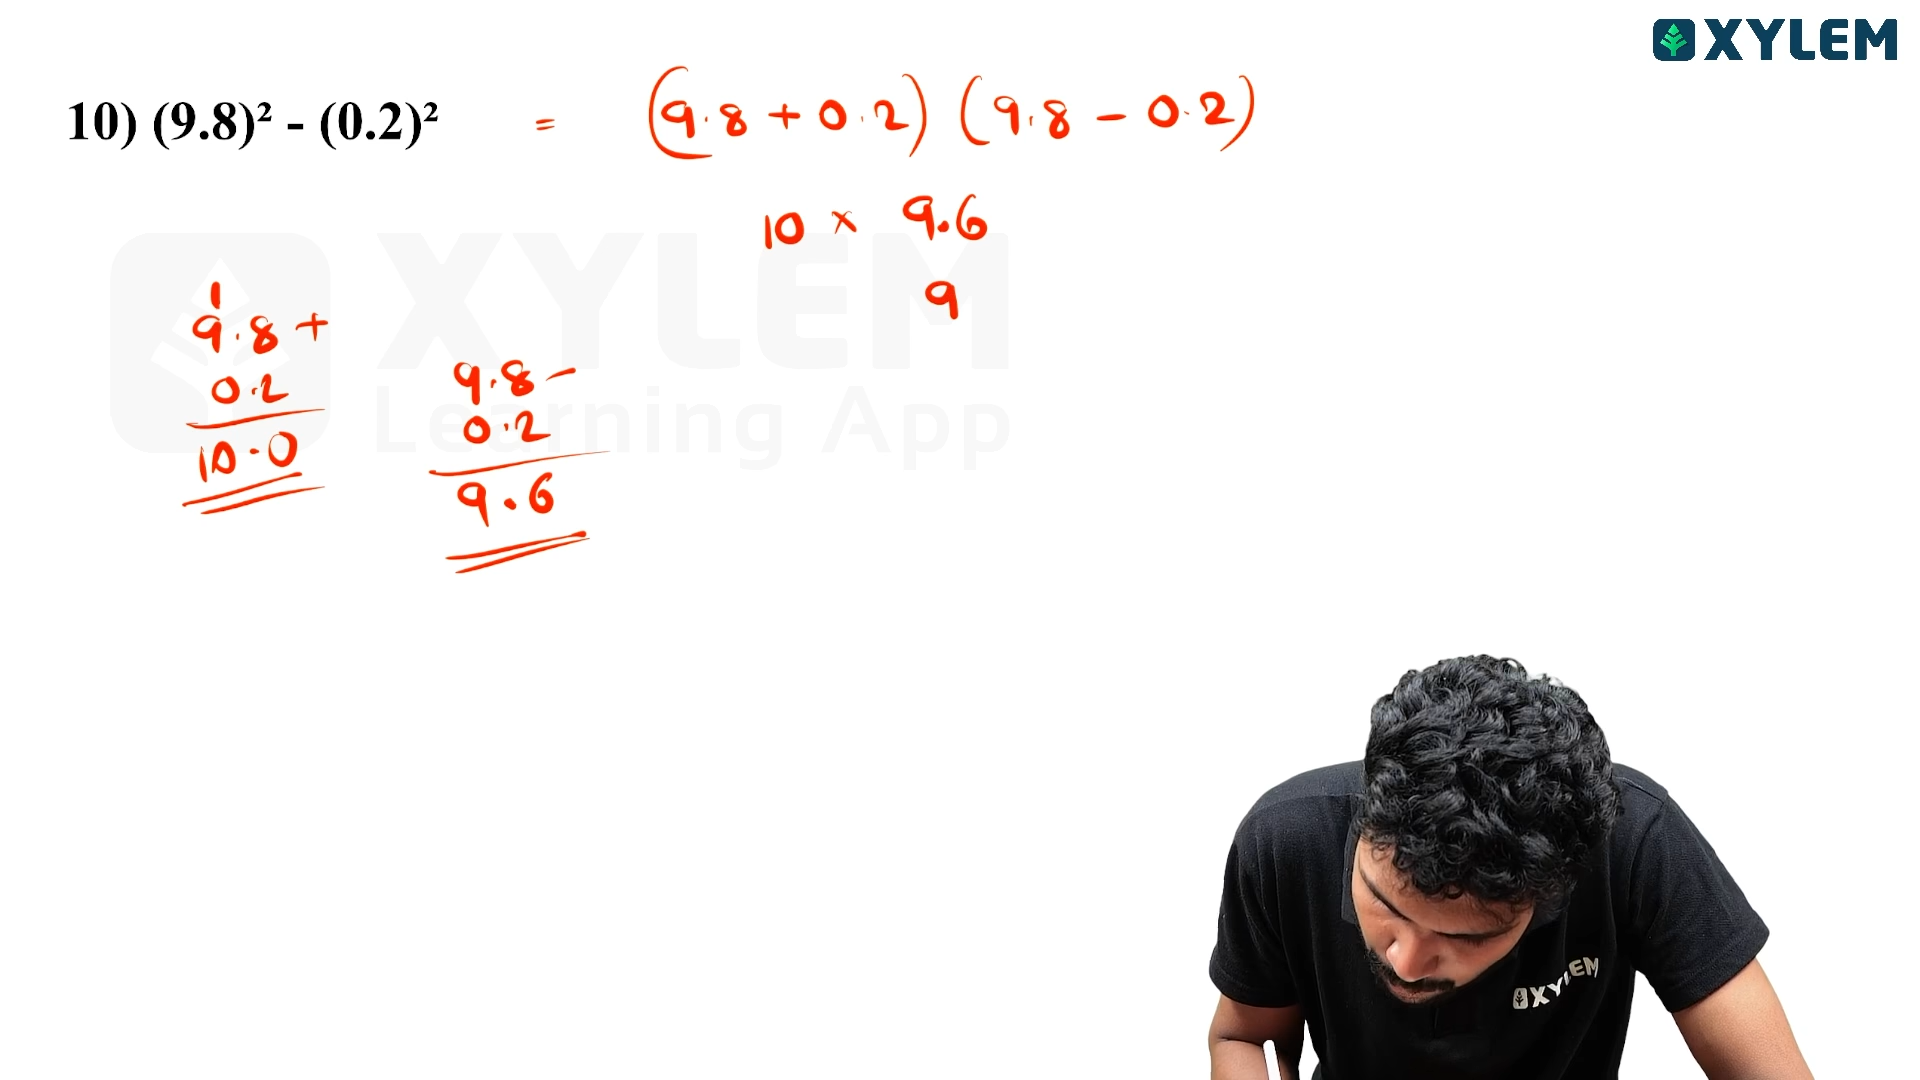 XYLEM
10) (9.8)² - (0.2)² = (9.8 + 0.2) (9.8 - 0.2)
10 × 9.6
9
1
9.8 +
0.2
10.0
9.8 -
0.2
9.6
XYLEM
Learning App
XYLEM